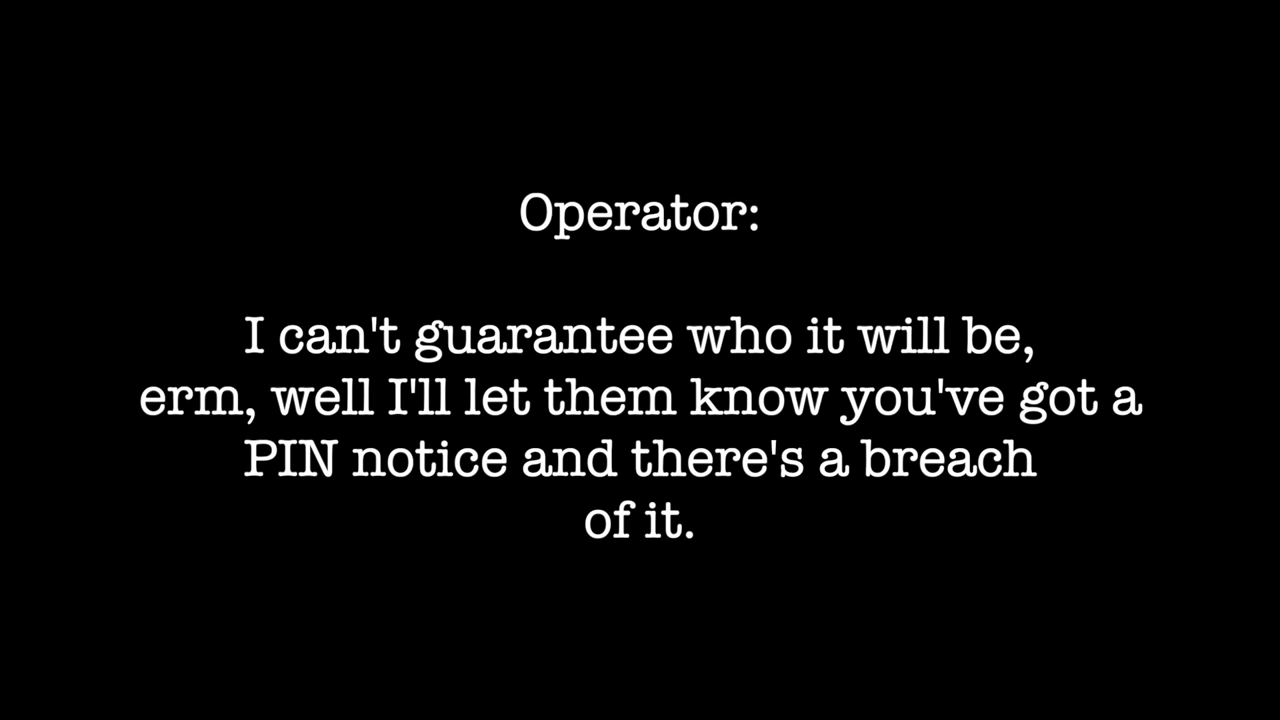 Operator:
I can't guarantee who it will be,
erm, well I'll let them know you've got a
PIN notice and there's a breach
of it.